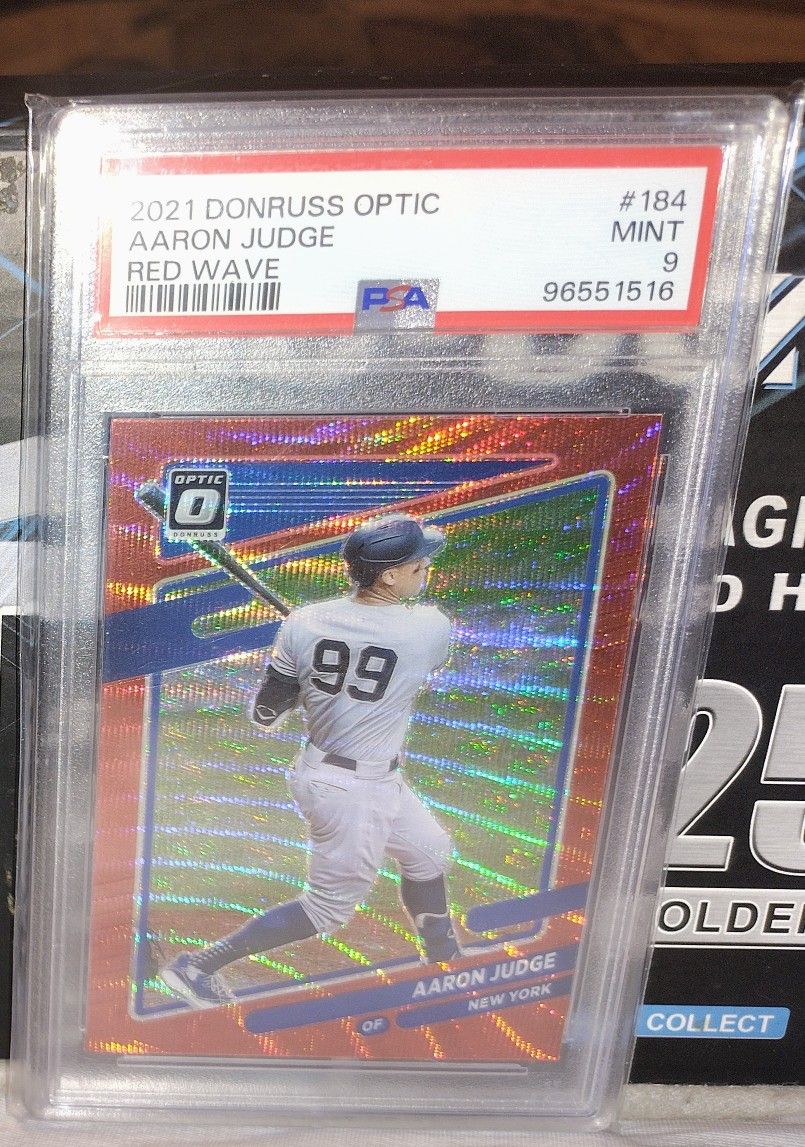 2021 DONRUSS OPTIC #184
AARON JUDGE MINT
RED WAVE 9
PSA 96551516
OPTIC
O
DONRUSS
99
AARON JUDGE
NEW YORK
OF
COLLECT